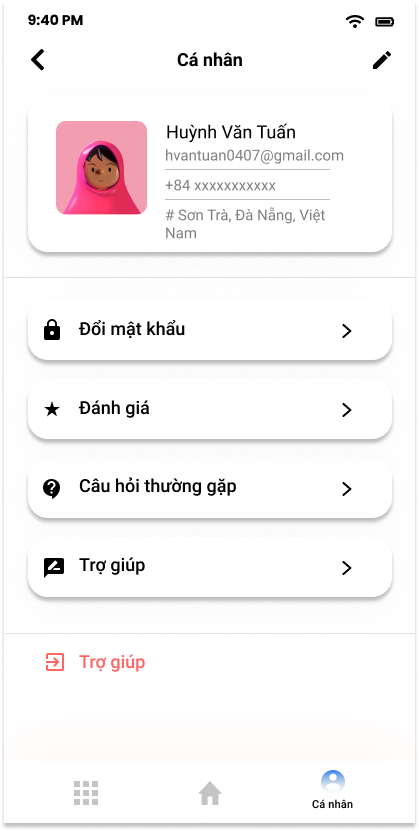 9:40 PM
Cá nhân
Huỳnh Văn Tuấn
hvantuan0407@gmail.com
+84 xxxxxxxxxxx
# Sơn Trà, Đà Nẵng, Việt
Nam
Đổi mật khẩu
Đánh giá
Câu hỏi thường gặp
Trợ giúp
Trợ giúp
Cá nhân